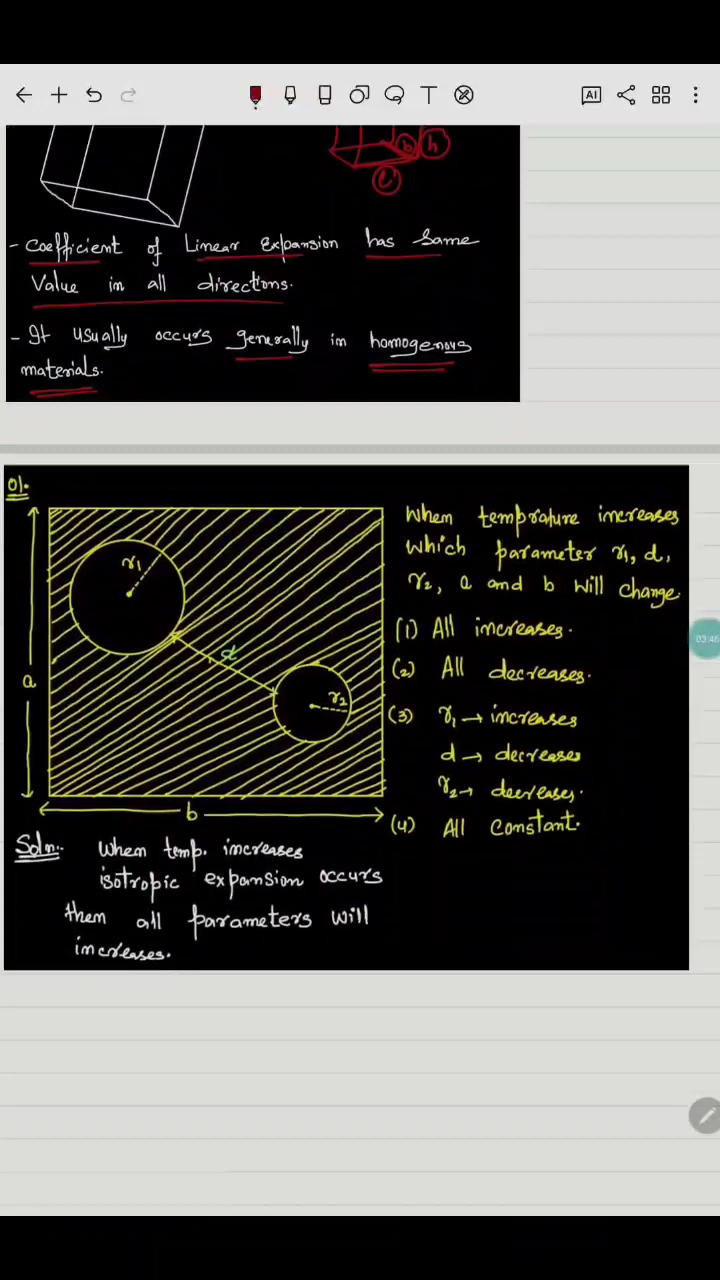 T
AI
b
h
l
- Coefficient of Linear Expansion has Same
Value in all directions.
- It usually occurs generally in homogenous
materials.
01.
When temprature increases
which parameter r1, d,
r2, a and b will change
(1) All increases.
(2) All decreases.
(3) r1 → increases
d → decreases
r2 → decreases.
(4) All constant.
r1
d
r2
a
b
03:46
Soln:- When temp. increases
isotropic expansion occurs
then all parameters will
increases.